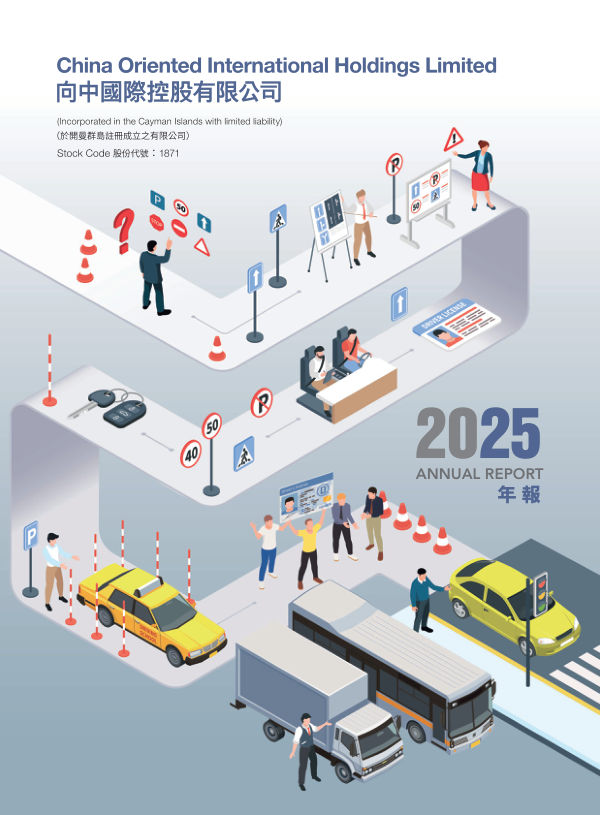 China Oriented International Holdings Limited
向中國際控股有限公司
(Incorporated in the Cayman Islands with limited liability)
(於開曼群島註冊成立之有限公司)
Stock Code 股份代號：1871
P
50
STOP
P
P
50
DRIVER LICENSE
P
50
40
2025
ANNUAL REPORT
年報
P
DRIVING
SCHOOL